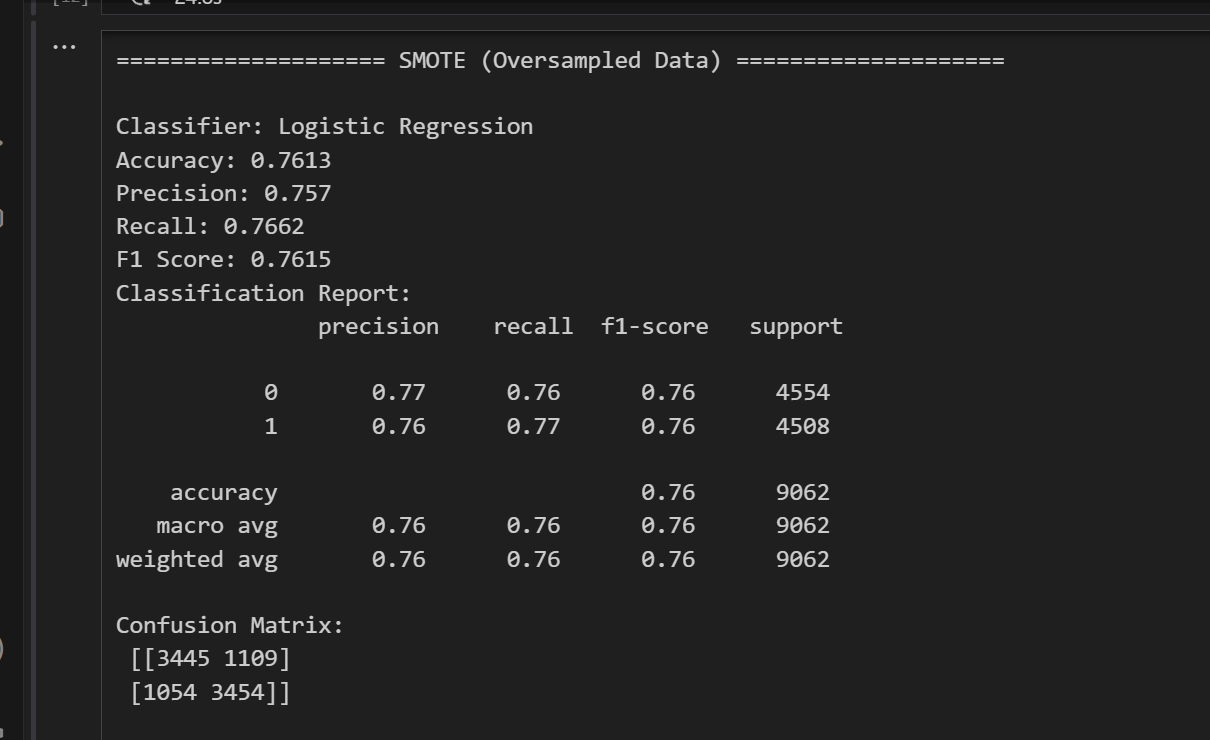 ...
==================== SMOTE (Oversampled Data) ====================
Classifier: Logistic Regression
Accuracy: 0.7613
Precision: 0.757
Recall: 0.7662
F1 Score: 0.7615
Classification Report:
precision recall f1-score support
0 0.77 0.76 0.76 4554
1 0.76 0.77 0.76 4508
accuracy 0.76 9062
macro avg 0.76 0.76 0.76 9062
weighted avg 0.76 0.76 0.76 9062
Confusion Matrix:
[[3445 1109]
[1054 3454]]